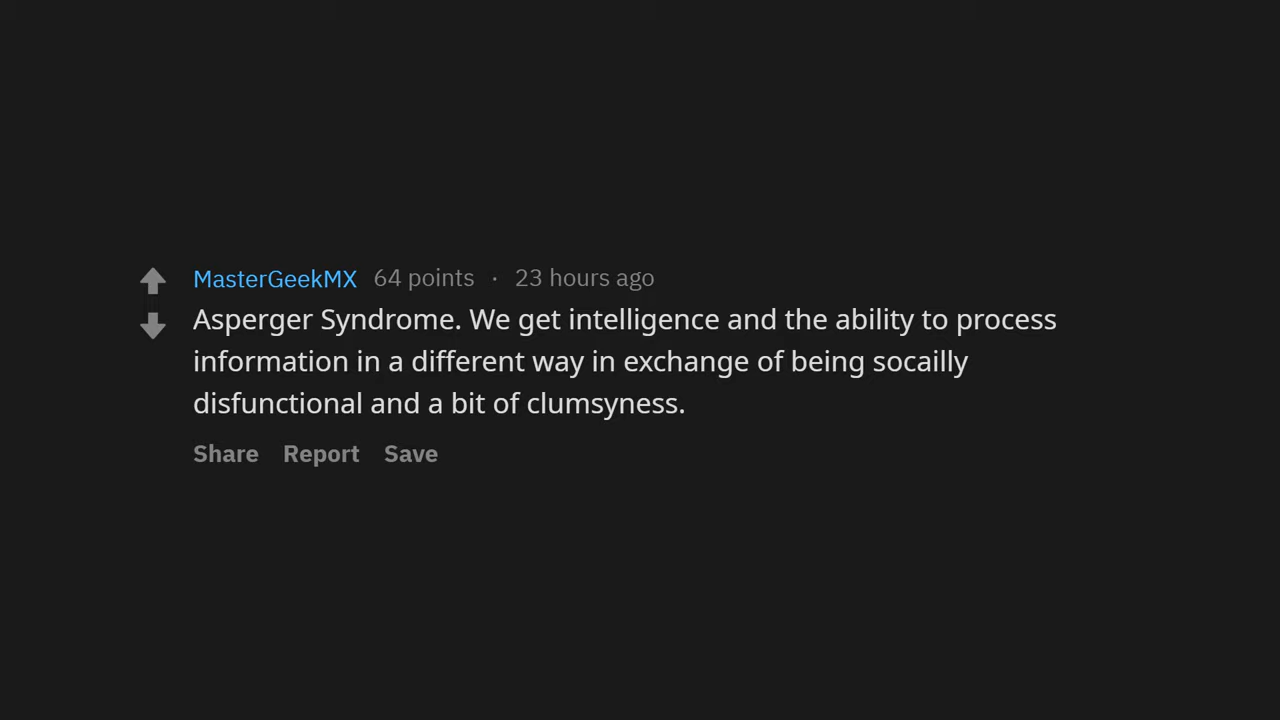 MasterGeekMX 64 points · 23 hours ago
Asperger Syndrome. We get intelligence and the ability to process
information in a different way in exchange of being socailly
disfunctional and a bit of clumsyness.
Share Report Save